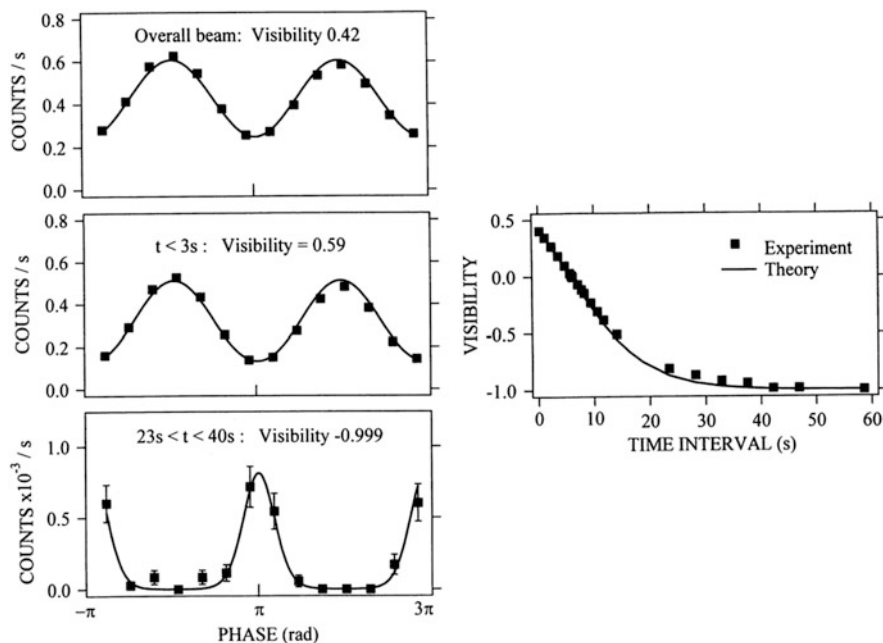 COUNTS / s
0.8
0.6
0.4
0.2
0.0
Overall beam: Visibility 0.42
COUNTS / s
0.8
0.6
0.4
0.2
0.0
t < 3s : Visibility = 0.59
COUNTS x10⁻³ / s
1.0
0.5
0.0
23s < t < 40s : Visibility -0.999
−π
π
3π
PHASE (rad)
VISIBILITY
0.5
0.0
-0.5
-1.0
Experiment
Theory
0 10 20 30 40 50 60
TIME INTERVAL (s)